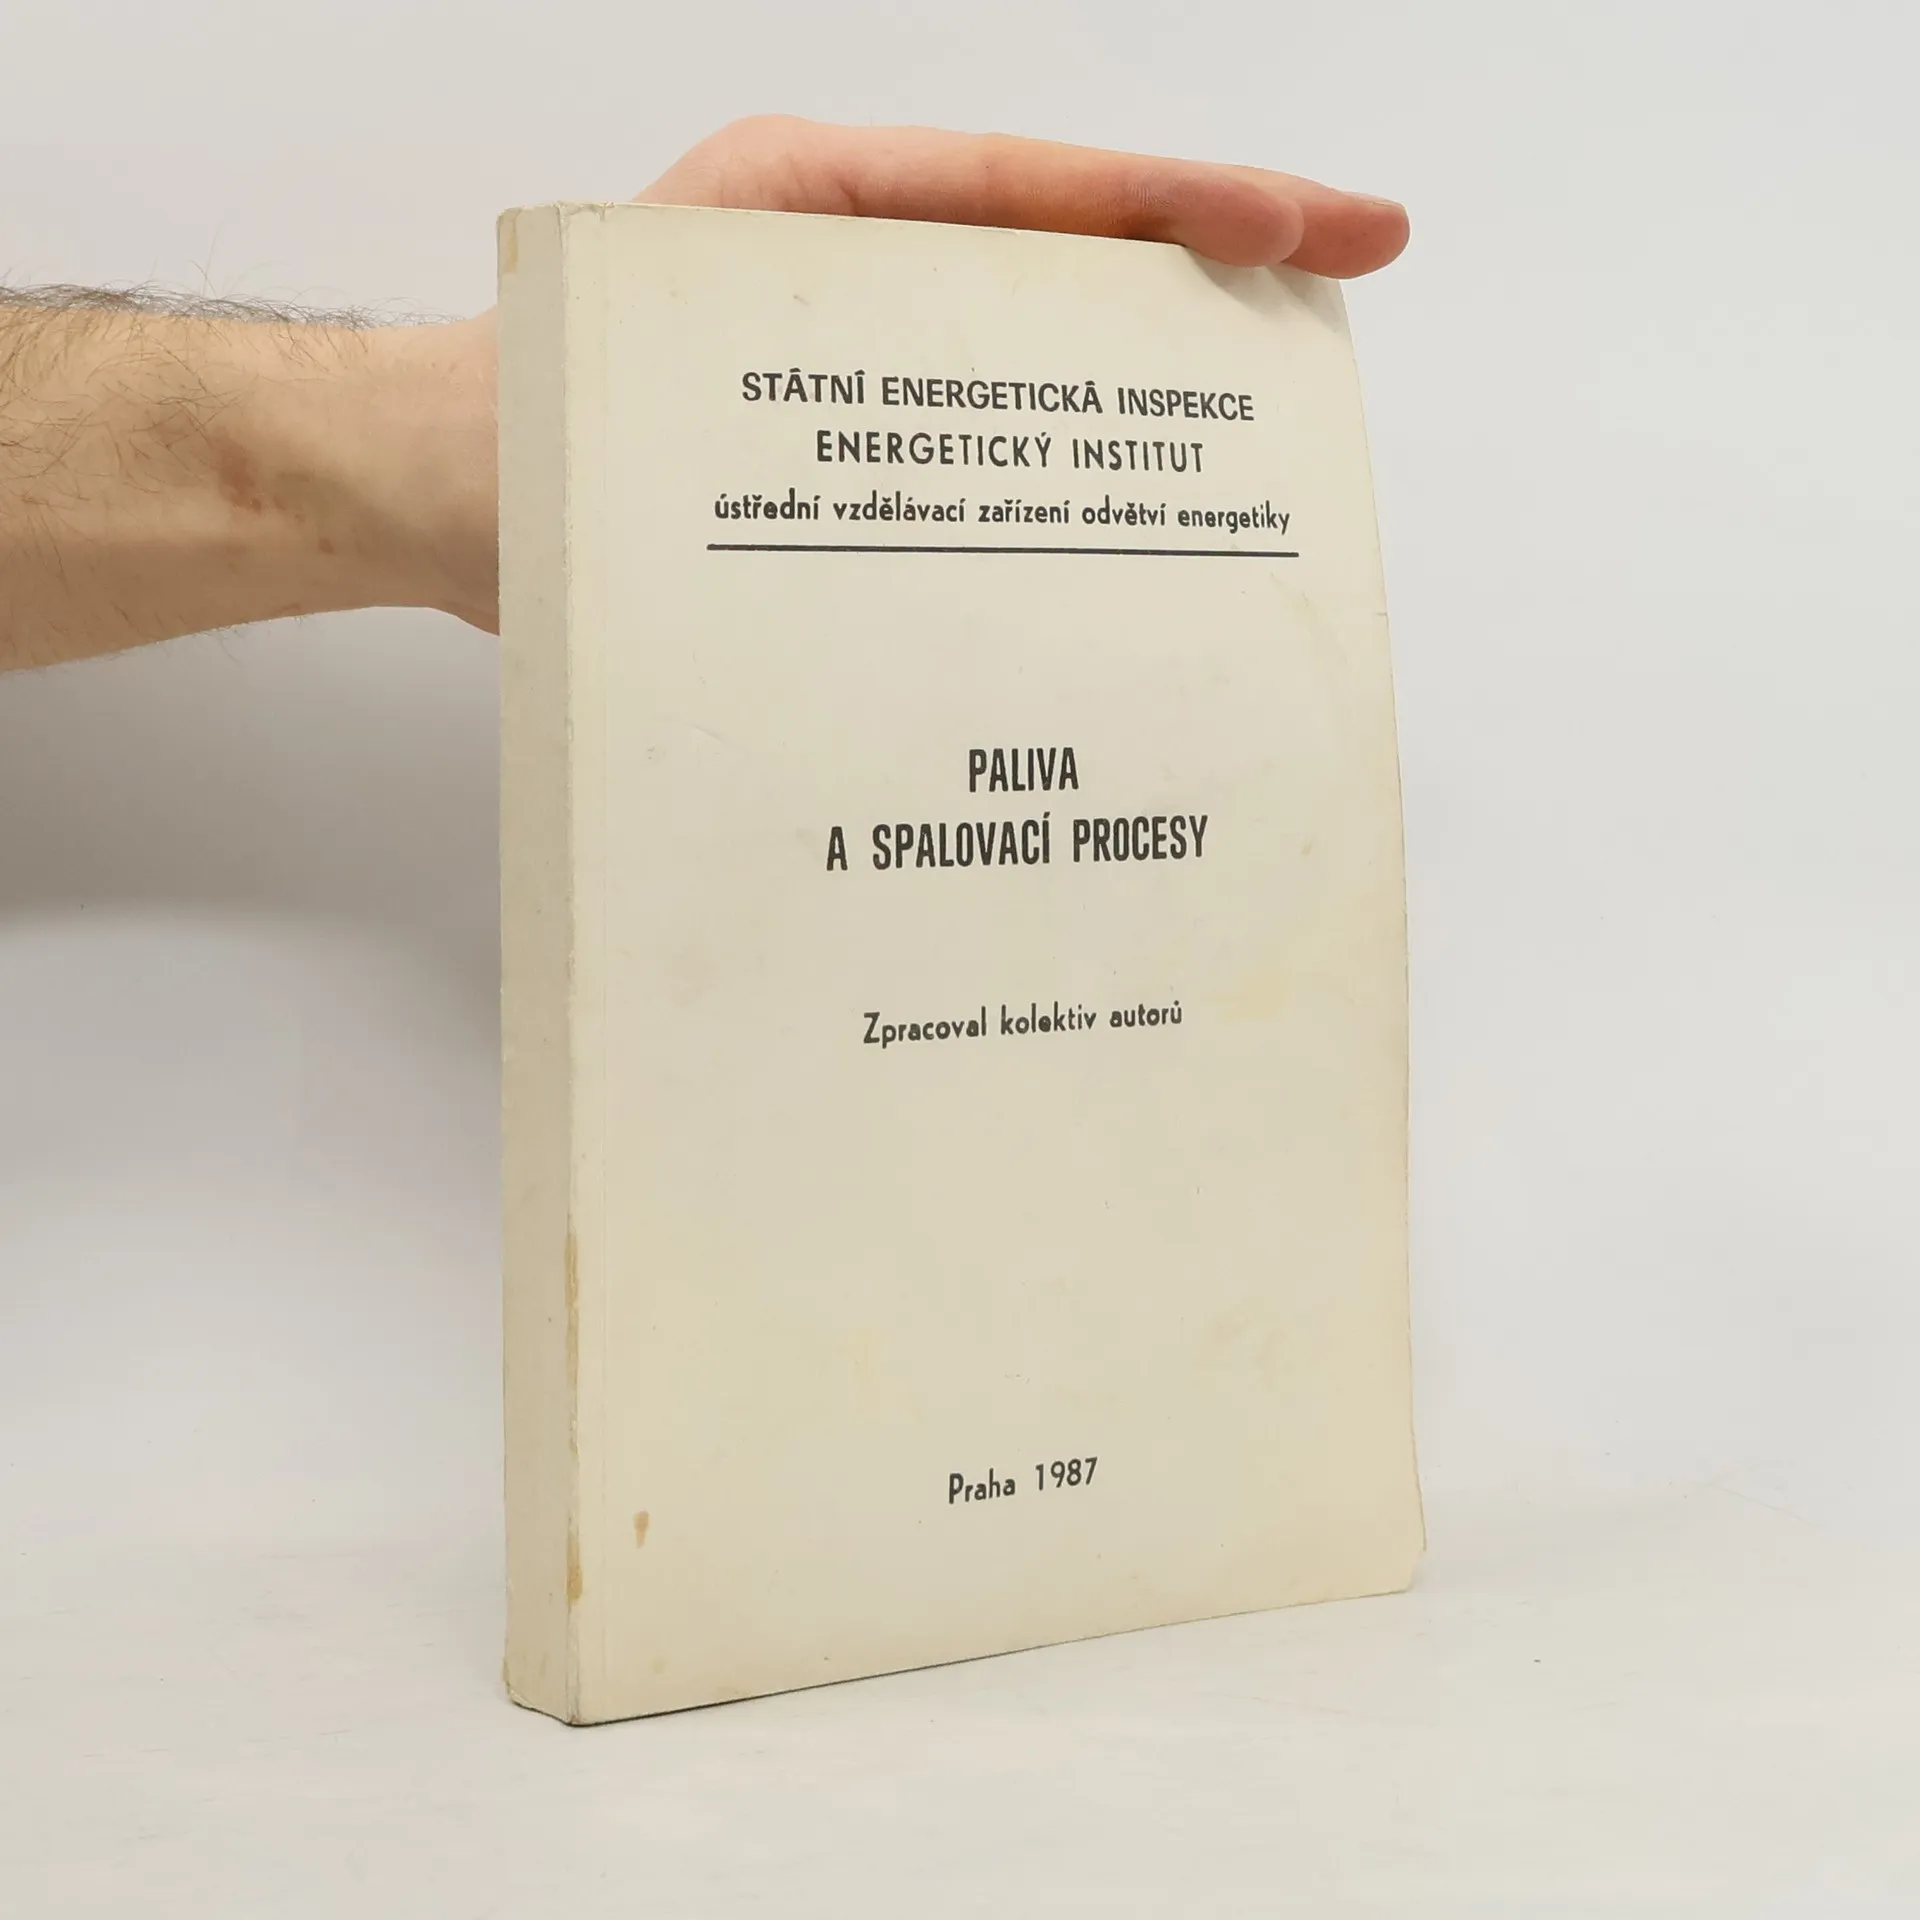 STÁTNÍ ENERGETICKÁ INSPEKCE
ENERGETICKÝ INSTITUT
ústřední vzdělávací zařízení odvětví energetiky
PALIVA
A SPALOVACÍ PROCESY
Zpracoval kolektiv autorů
Praha 1987